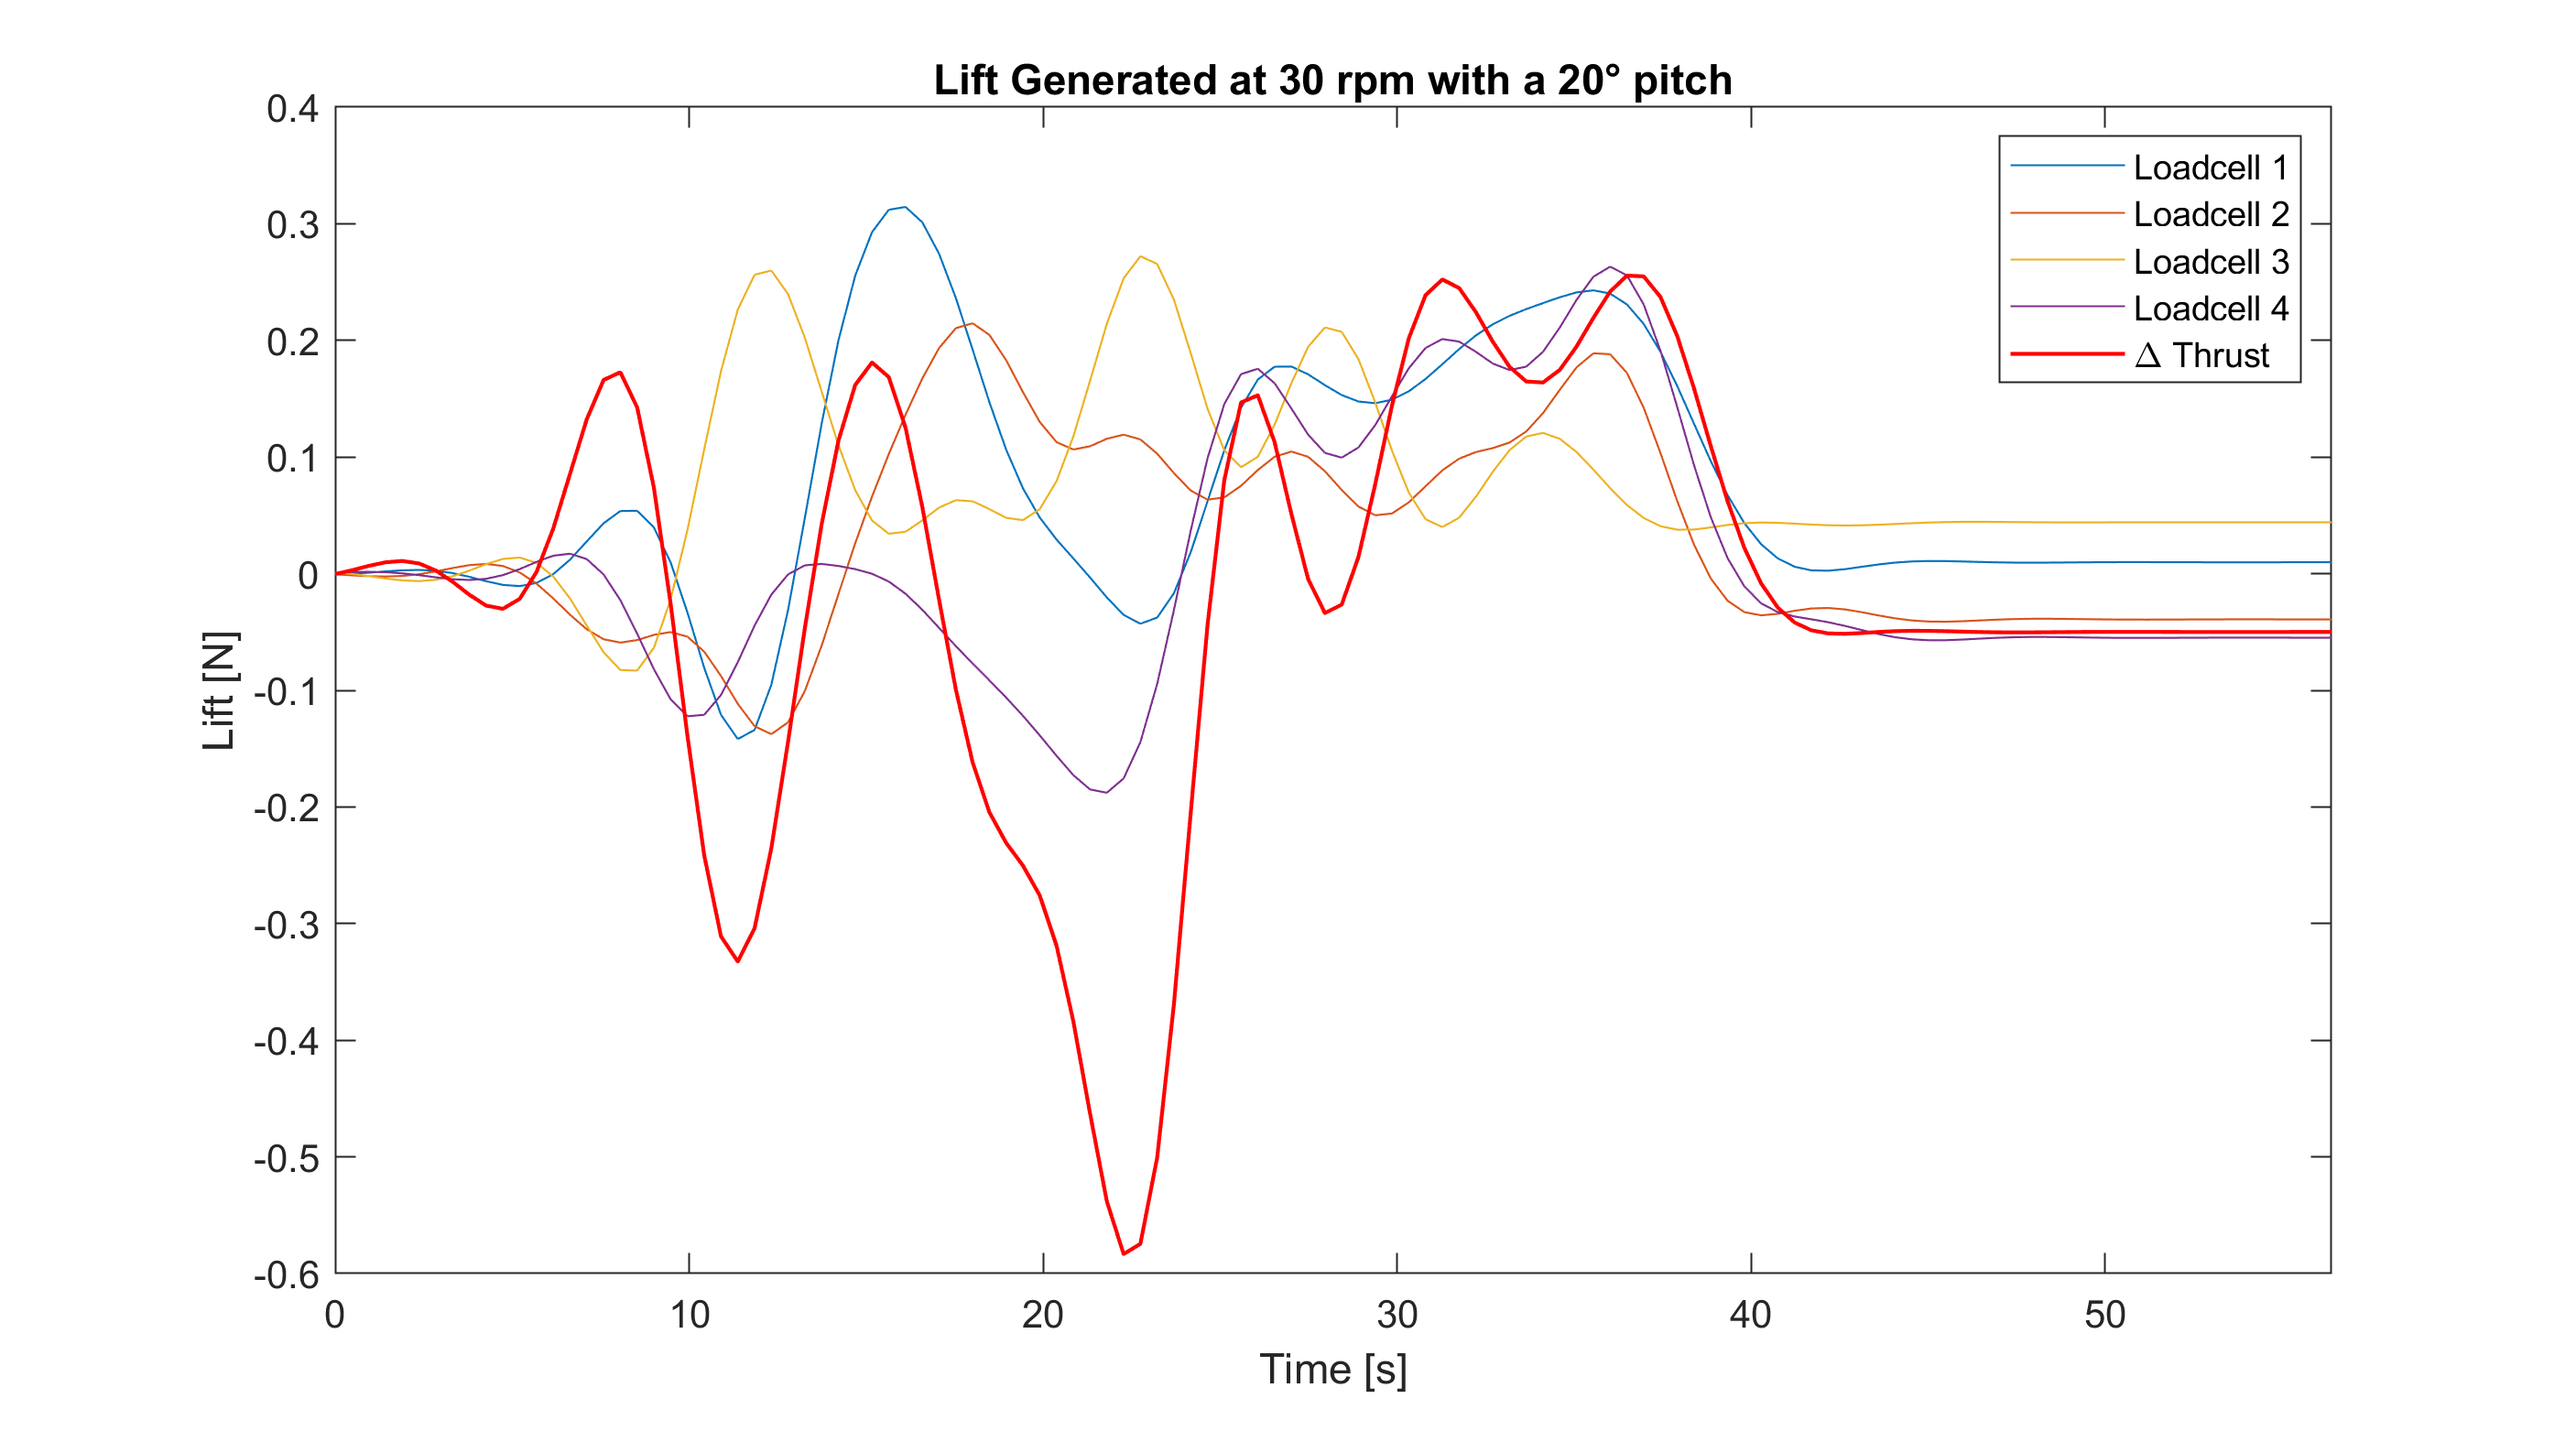 Lift Generated at 30 rpm with a 20° pitch
0.4
0.3
0.2
0.1
0
-0.1
-0.2
-0.3
-0.4
-0.5
-0.6
Lift [N]
Loadcell 1
Loadcell 2
Loadcell 3
Loadcell 4
Δ Thrust
0 10 20 30 40 50
Time [s]